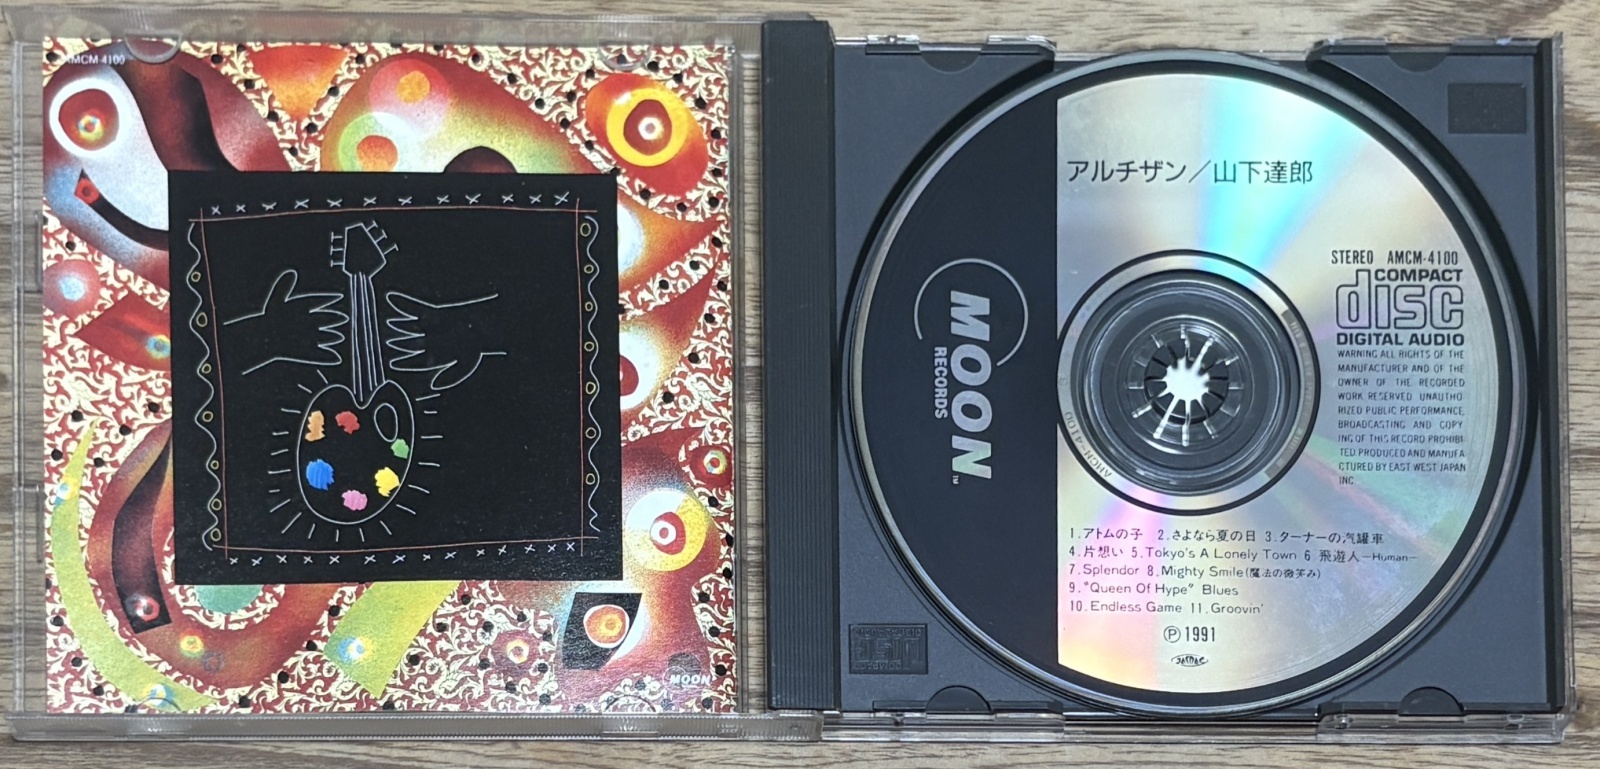 AMCM-4100
MOON
アルチザン／山下達郎
MOON
RECORDS
TM
STEREO AMCM-4100
COMPACT
disc
DIGITAL AUDIO
WARNING ALL RIGHTS OF THE
MANUFACTURER AND OF THE
OWNER OF THE RECORDED
WORK RESERVED. UNAUTHO-
RIZED PUBLIC PERFORMANCE,
BROADCASTING AND COPY-
ING OF THIS RECORD PROHIBI-
TED PRODUCED AND MANUFA-
CTURED BY EAST WEST JAPAN
INC.
AMCM-4100
1.アトムの子 2.さよなら夏の日 3.ターナーの汽罐車
4.片想い 5.Tokyo's A Lonely Town 6 飛遊人—Human—
7.Splendor 8.Mighty Smile(魔法の微笑み)
9."Queen Of Hype" Blues
10.Endless Game 11.Groovin'
Ⓟ1991
JASRAC